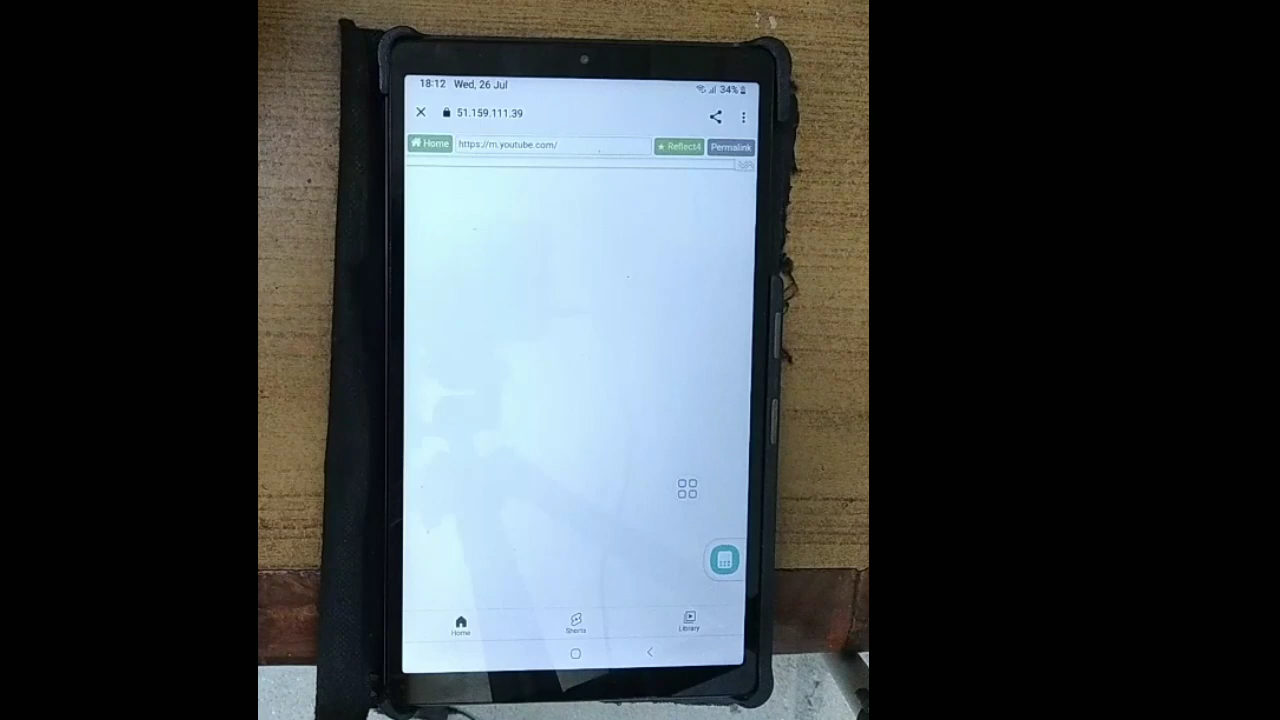 18:12 Wed, 26 Jul 34%
51.159.111.39
Home https://m.youtube.com/ ★ Reflect4 Permalink
Home Shorts Library